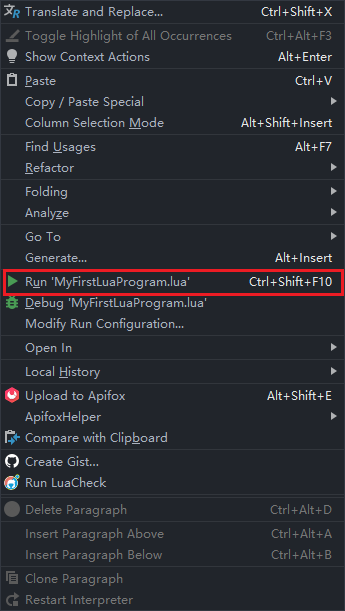 Translate and Replace... Ctrl+Shift+X
Toggle Highlight of All Occurrences Ctrl+Alt+F3
Show Context Actions Alt+Enter
Paste Ctrl+V
Copy / Paste Special
Column Selection Mode Alt+Shift+Insert
Find Usages Alt+F7
Refactor
Folding
Analyze
Go To
Generate... Alt+Insert
Run 'MyFirstLuaProgram.lua' Ctrl+Shift+F10
Debug 'MyFirstLuaProgram.lua'
Modify Run Configuration...
Open In
Local History
Upload to Apifox Alt+Shift+E
ApifoxHelper
Compare with Clipboard
Create Gist...
Run LuaCheck
Delete Paragraph Ctrl+Alt+D
Insert Paragraph Above Ctrl+Alt+A
Insert Paragraph Below Ctrl+Alt+B
Clone Paragraph
Restart Interpreter